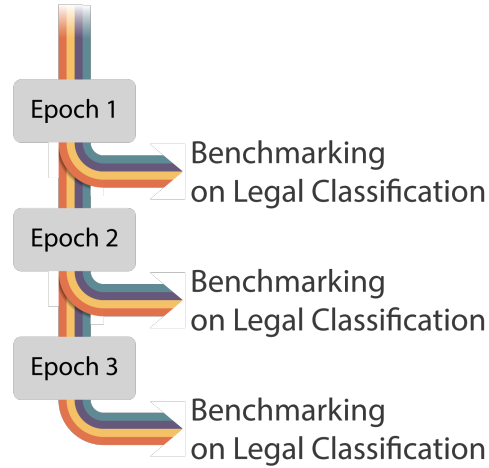 Epoch 1
Benchmarking
on Legal Classification
Epoch 2
Benchmarking
on Legal Classification
Epoch 3
Benchmarking
on Legal Classification